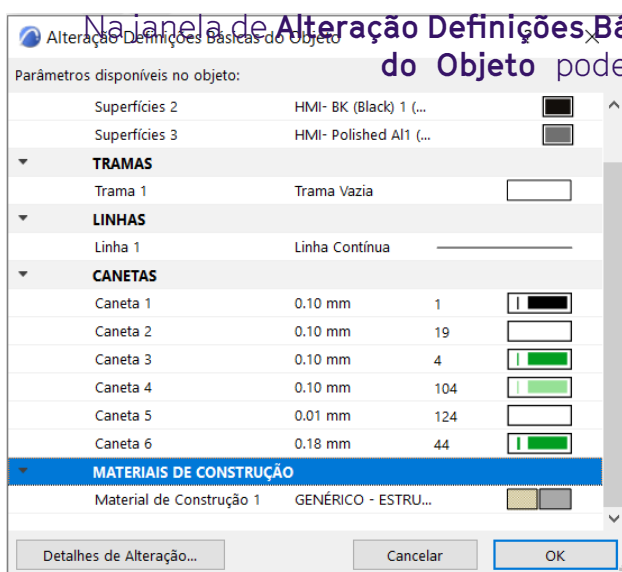 Na janela de Alteração Definições Bá
do Objeto pode
Alteração Definições Básicas do Objeto ?
Parâmetros disponíveis no objeto:
Superfícies 2 HMI- BK (Black) 1 (...
Superfícies 3 HMI- Polished Al1 (...
TRAMAS
Trama 1 Trama Vazia
LINHAS
Linha 1 Linha Contínua
CANETAS
Caneta 1 0.10 mm 1
Caneta 2 0.10 mm 19
Caneta 3 0.10 mm 4
Caneta 4 0.10 mm 104
Caneta 5 0.01 mm 124
Caneta 6 0.18 mm 44
MATERIAIS DE CONSTRUÇÃO
Material de Construção 1 GENÉRICO - ESTRU...
Detalhes de Alteração... Cancelar OK